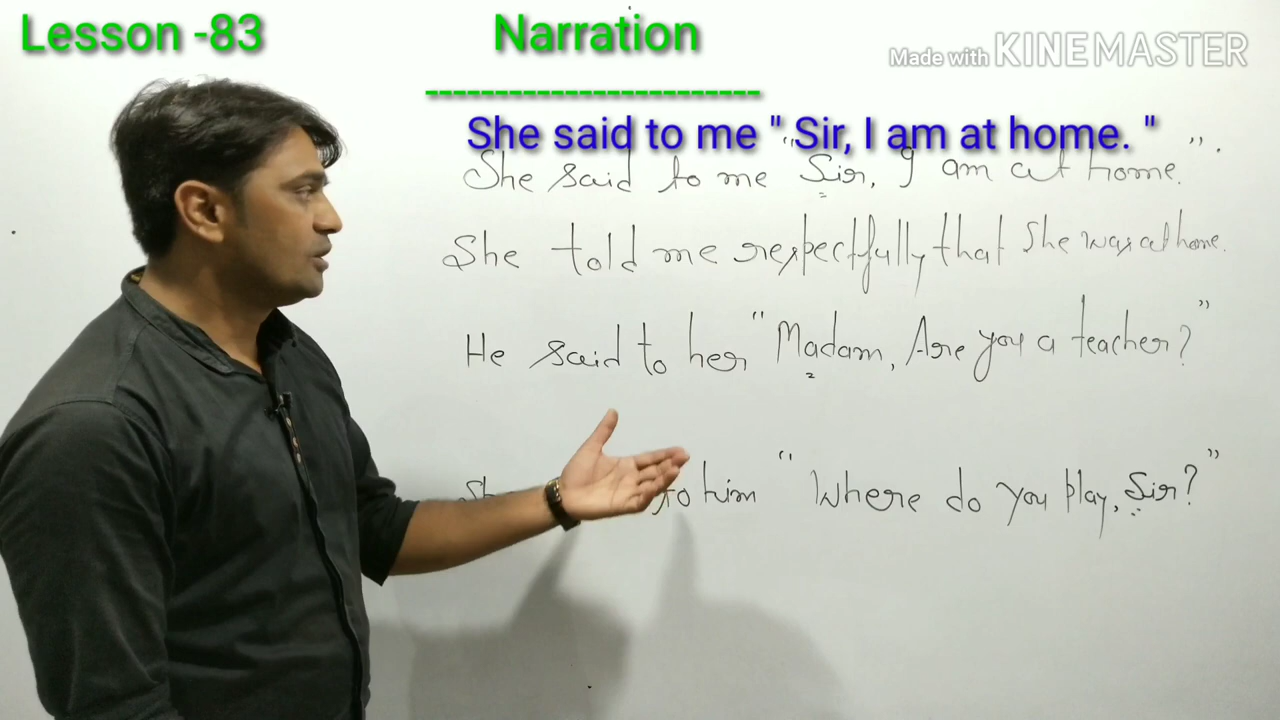 Lesson -83 Narration
Made with KINEMASTER
-------------------------
She said to me " Sir, I am at home. "
She said to me "Sir, I am at home.".
She told me respectfully that She was at home.
He said to her "Madam, Are you a teacher?"
to him "Where do you play, Sir?"